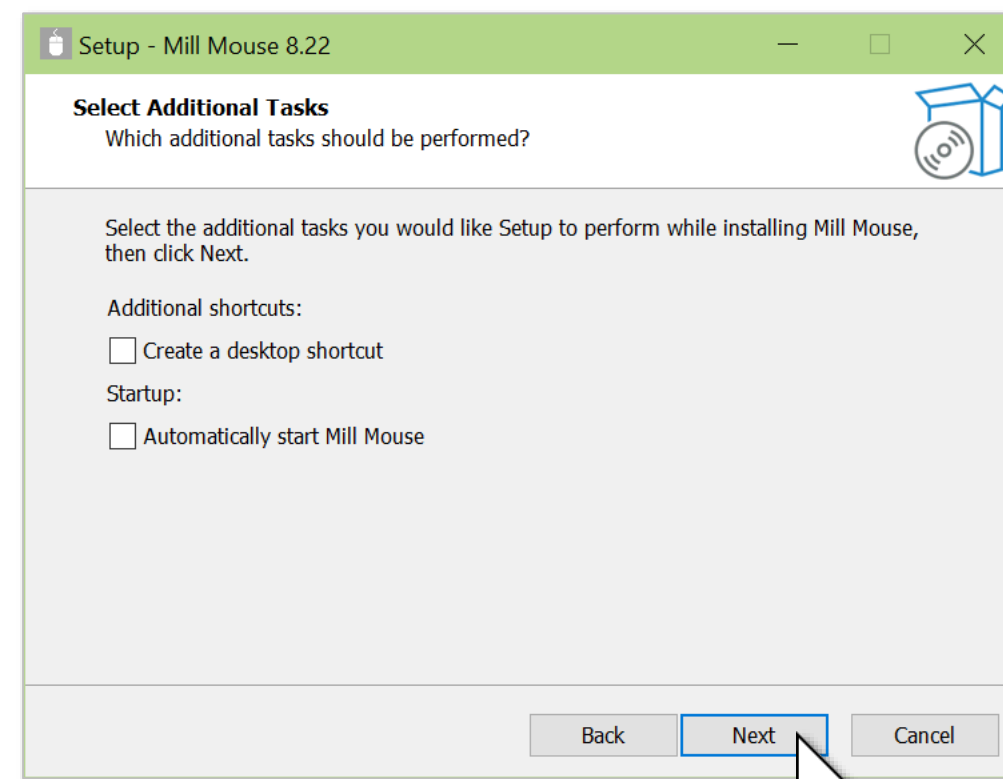 Setup - Mill Mouse 8.22
Select Additional Tasks
Which additional tasks should be performed?
Select the additional tasks you would like Setup to perform while installing Mill Mouse,
then click Next.
Additional shortcuts:
Create a desktop shortcut
Startup:
Automatically start Mill Mouse
Back Next Cancel